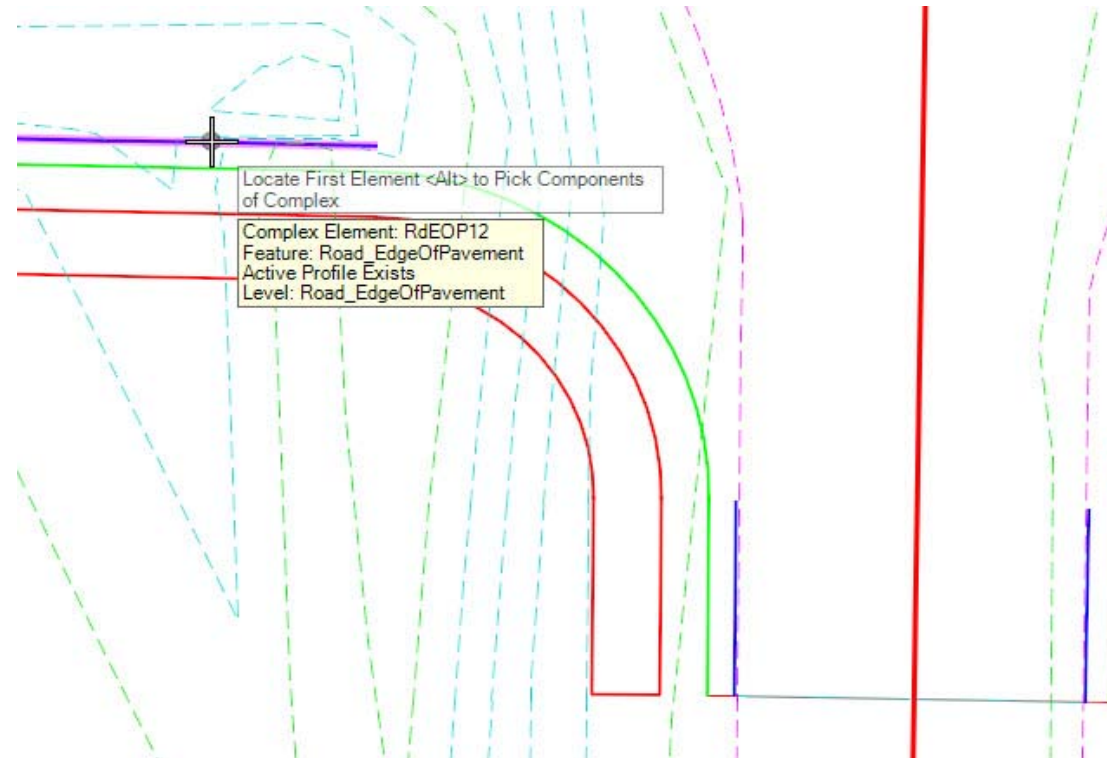 Locate First Element <Alt> to Pick Components
of Complex
Complex Element: RdEOP12
Feature: Road_EdgeOfPavement
Active Profile Exists
Level: Road_EdgeOfPavement